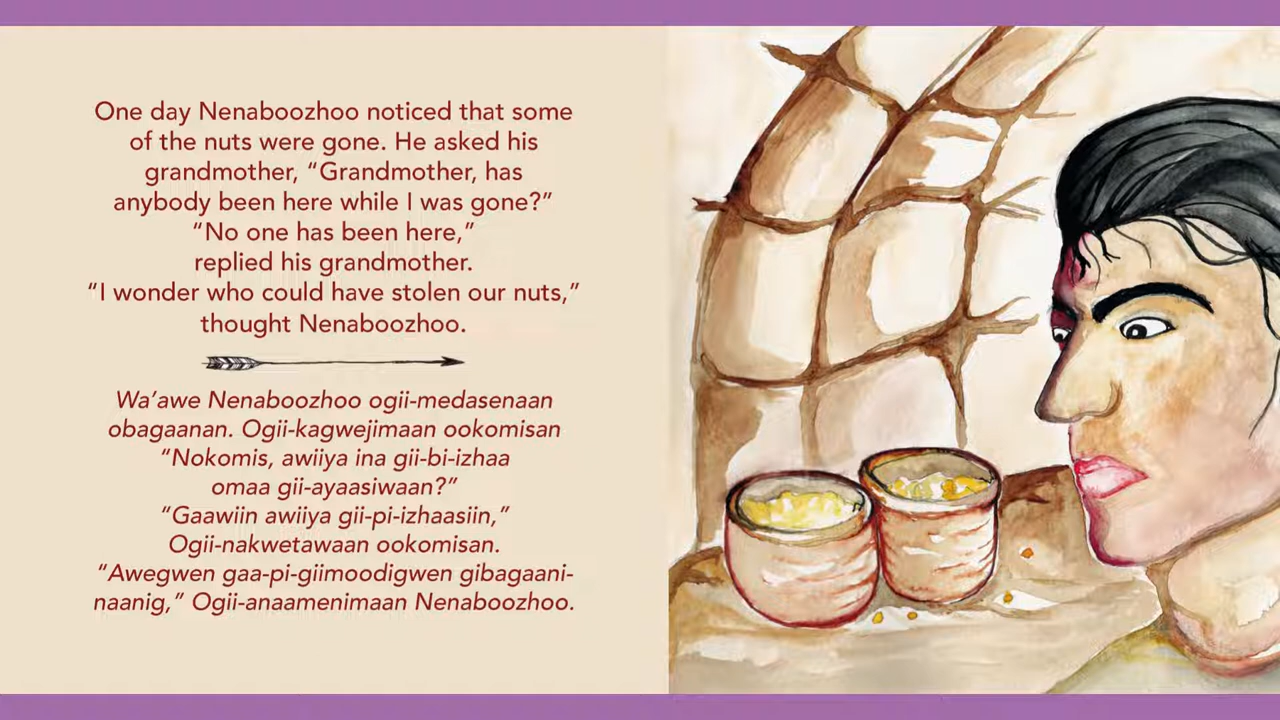 One day Nenaboozhoo noticed that some
of the nuts were gone. He asked his
grandmother, “Grandmother, has
anybody been here while I was gone?”
“No one has been here,”
replied his grandmother.
“I wonder who could have stolen our nuts,”
thought Nenaboozhoo.
Wa’awe Nenaboozhoo ogii-medasenaan
obagaanan. Ogii-kagwejimaan ookomisan
“Nokomis, awiiya ina gii-bi-izhaa
omaa gii-ayaasiwaan?”
“Gaawiin awiiya gii-pi-izhaasiin,”
Ogii-nakwetawaan ookomisan.
“Awegwen gaa-pi-giimoodigwen gibagaani-
naanig,” Ogii-anaamenimaan Nenaboozhoo.